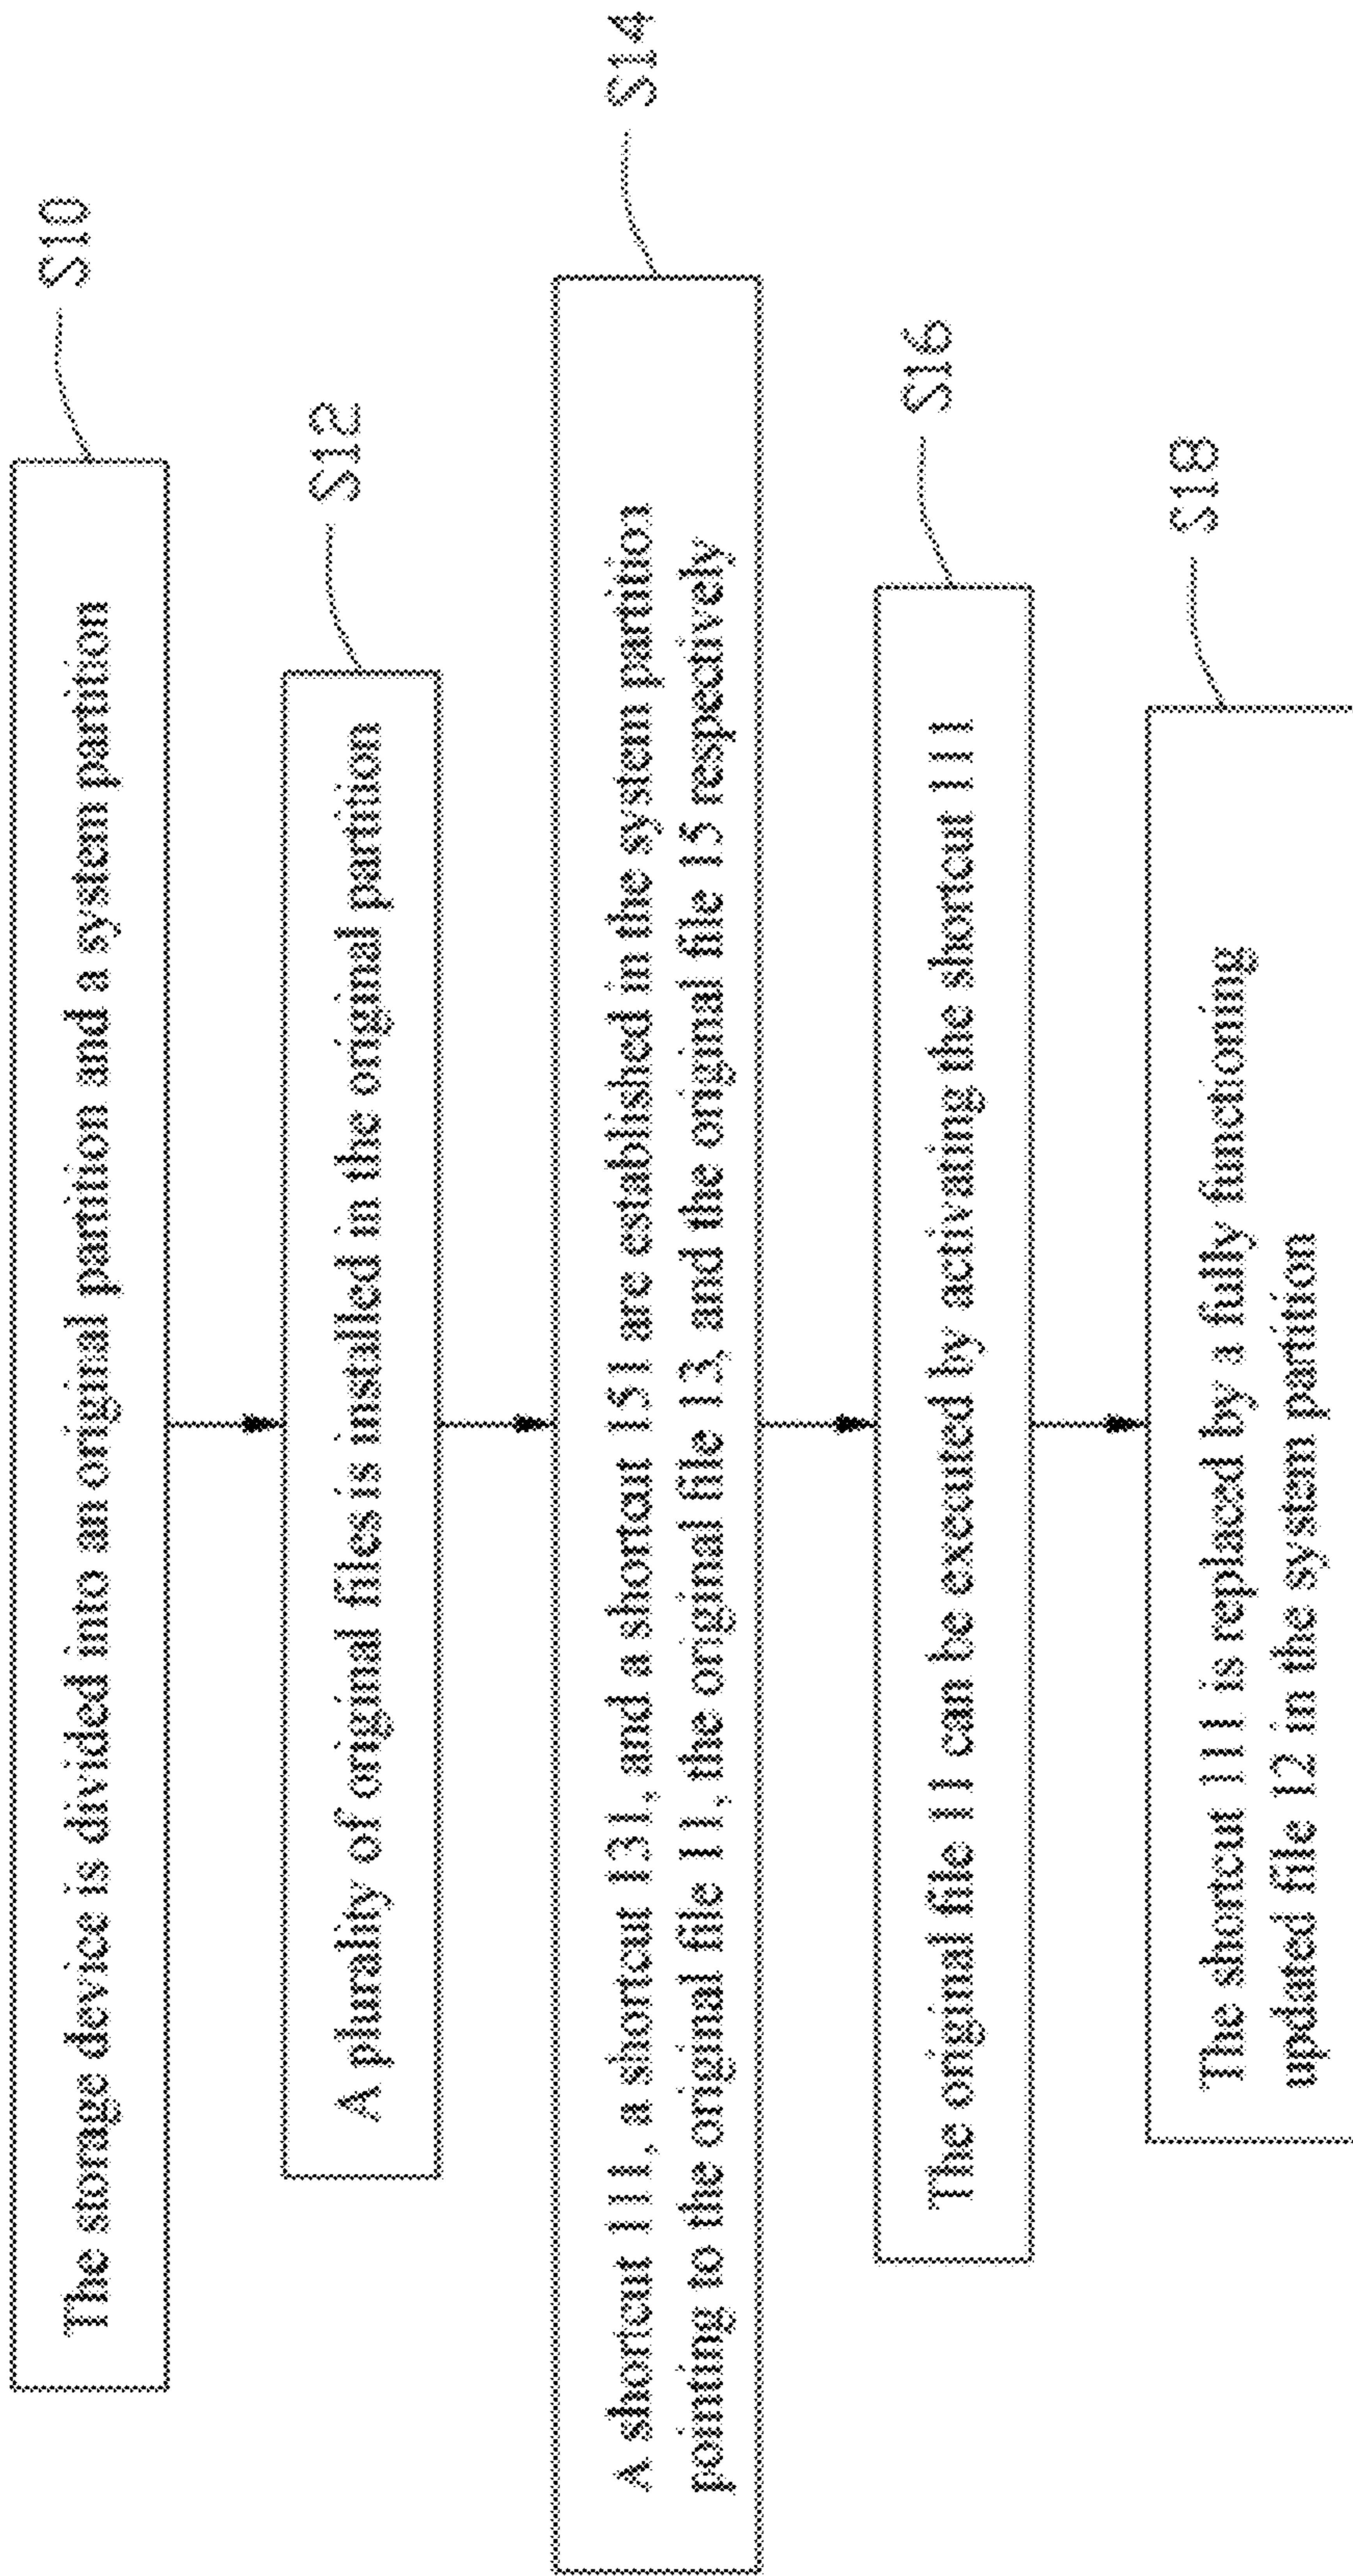 The storage device is divided into an original partition and a system partition
S10
A plurality of original files is installed in the original partition
S12
A shortcut 111, a shortcut 131, and a shortcut 151 are established in the system partition
pointing to the original file 11, the original file 13, and the original file 15 respectively
S14
The original file 11 can be executed by activating the shortcut 111
S16
The shortcut 111 is replaced by a fully functioning
updated file 12 in the system partition
S18